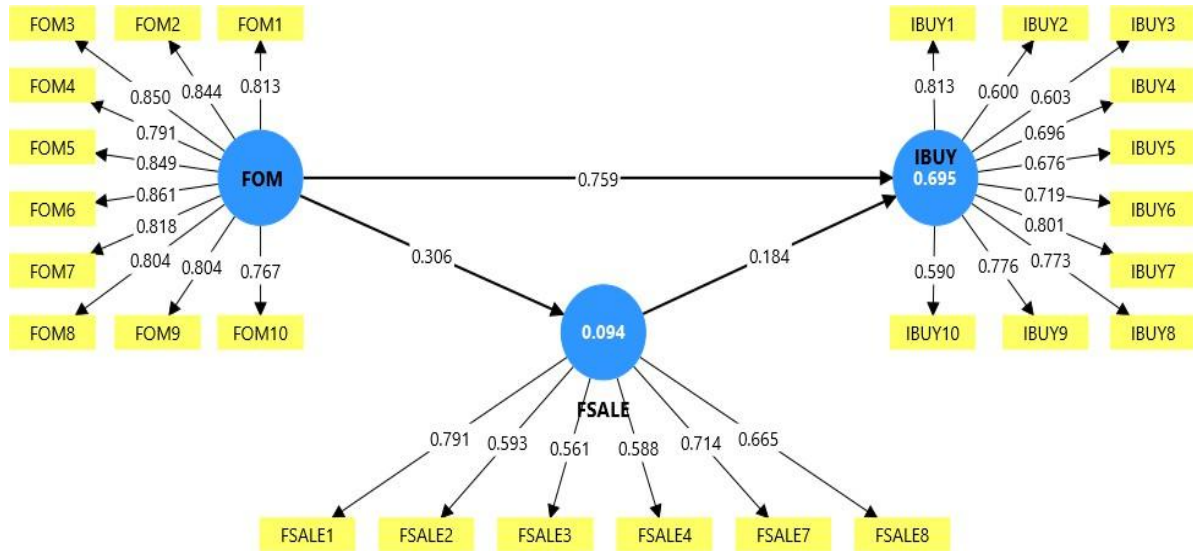 FOM3
FOM2
FOM1
IBUY1
IBUY2
IBUY3
FOM4
0.850
0.844
0.813
0.813
0.600
0.603
IBUY4
0.791
0.696
FOM5
0.849
FOM
0.759
IBUY
0.695
0.676
IBUY5
FOM6
0.861
0.719
IBUY6
0.818
0.801
FOM7
0.804
0.804
0.767
0.306
0.184
0.590
0.776
0.773
IBUY7
FOM8
FOM9
FOM10
0.094
IBUY10
IBUY9
IBUY8
FSALE
0.791
0.593
0.561
0.588
0.714
0.665
FSALE1
FSALE2
FSALE3
FSALE4
FSALE7
FSALE8